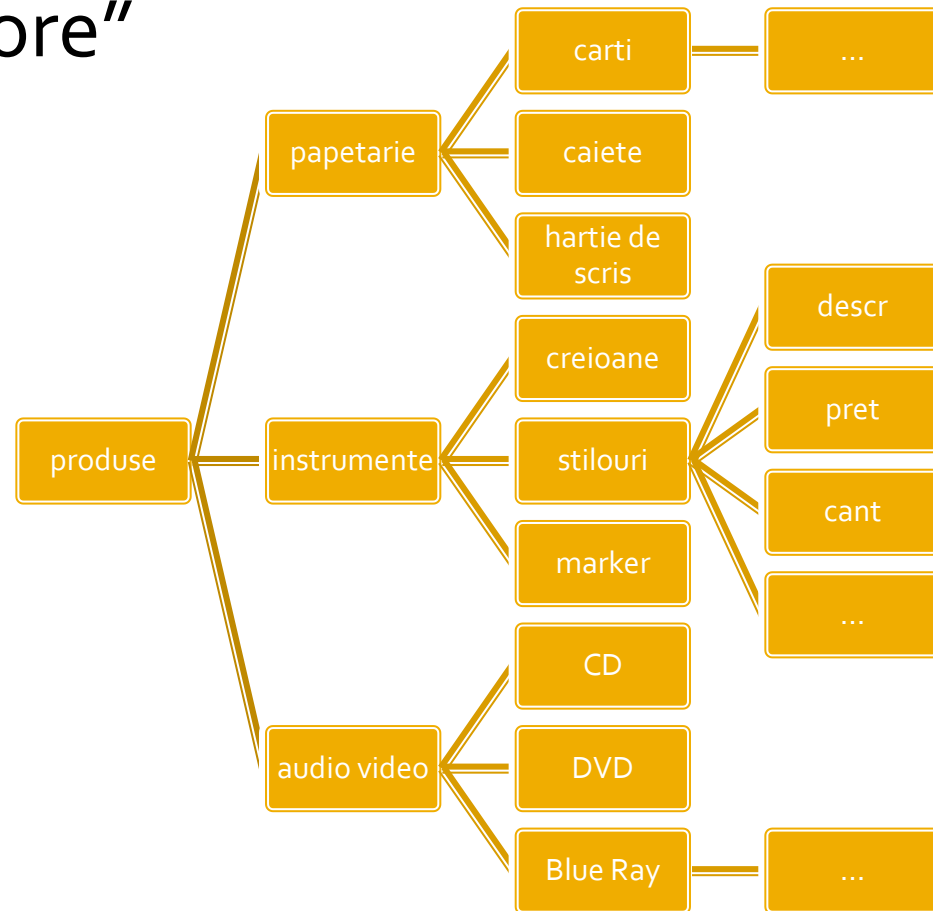 ore”
carti
...
papetarie
caiete
hartie de
scris
descr
creioane
pret
produse
instrumente
stilouri
cant
marker
...
CD
audio video
DVD
Blue Ray
...